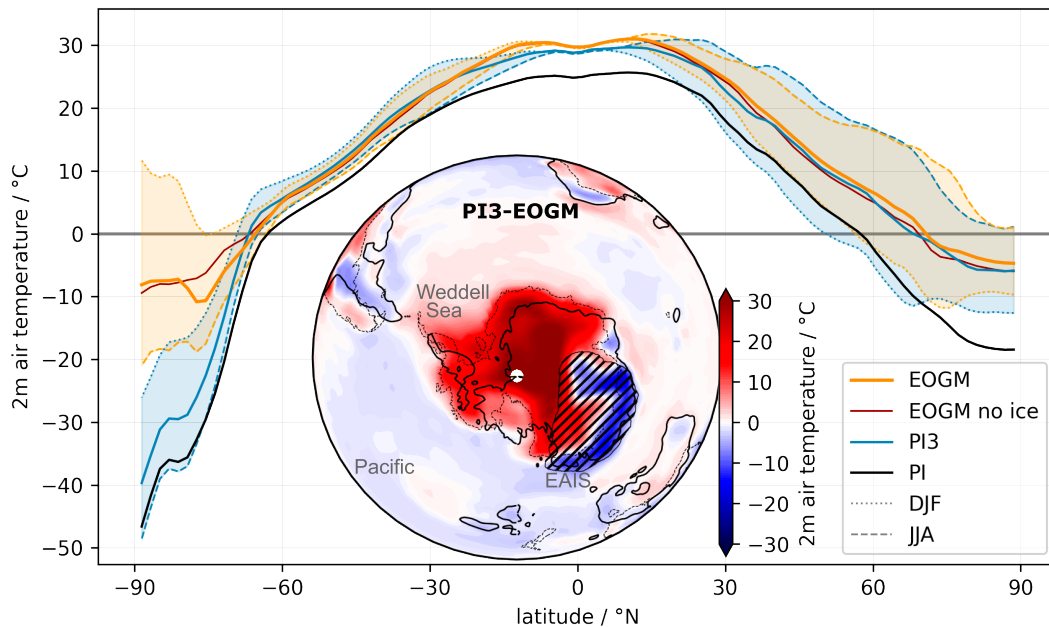 30
20
10
0
−10
−20
−30
−40
−50
2m air temperature / °C
PI3-EOGM
Weddell
Sea
Pacific
EAIS
30
20
10
0
−10
−20
−30
2m air temperature / °C
EOGM
EOGM no ice
PI3
PI
DJF
JJA
−90
−60
−30
0
30
60
90
latitude / °N